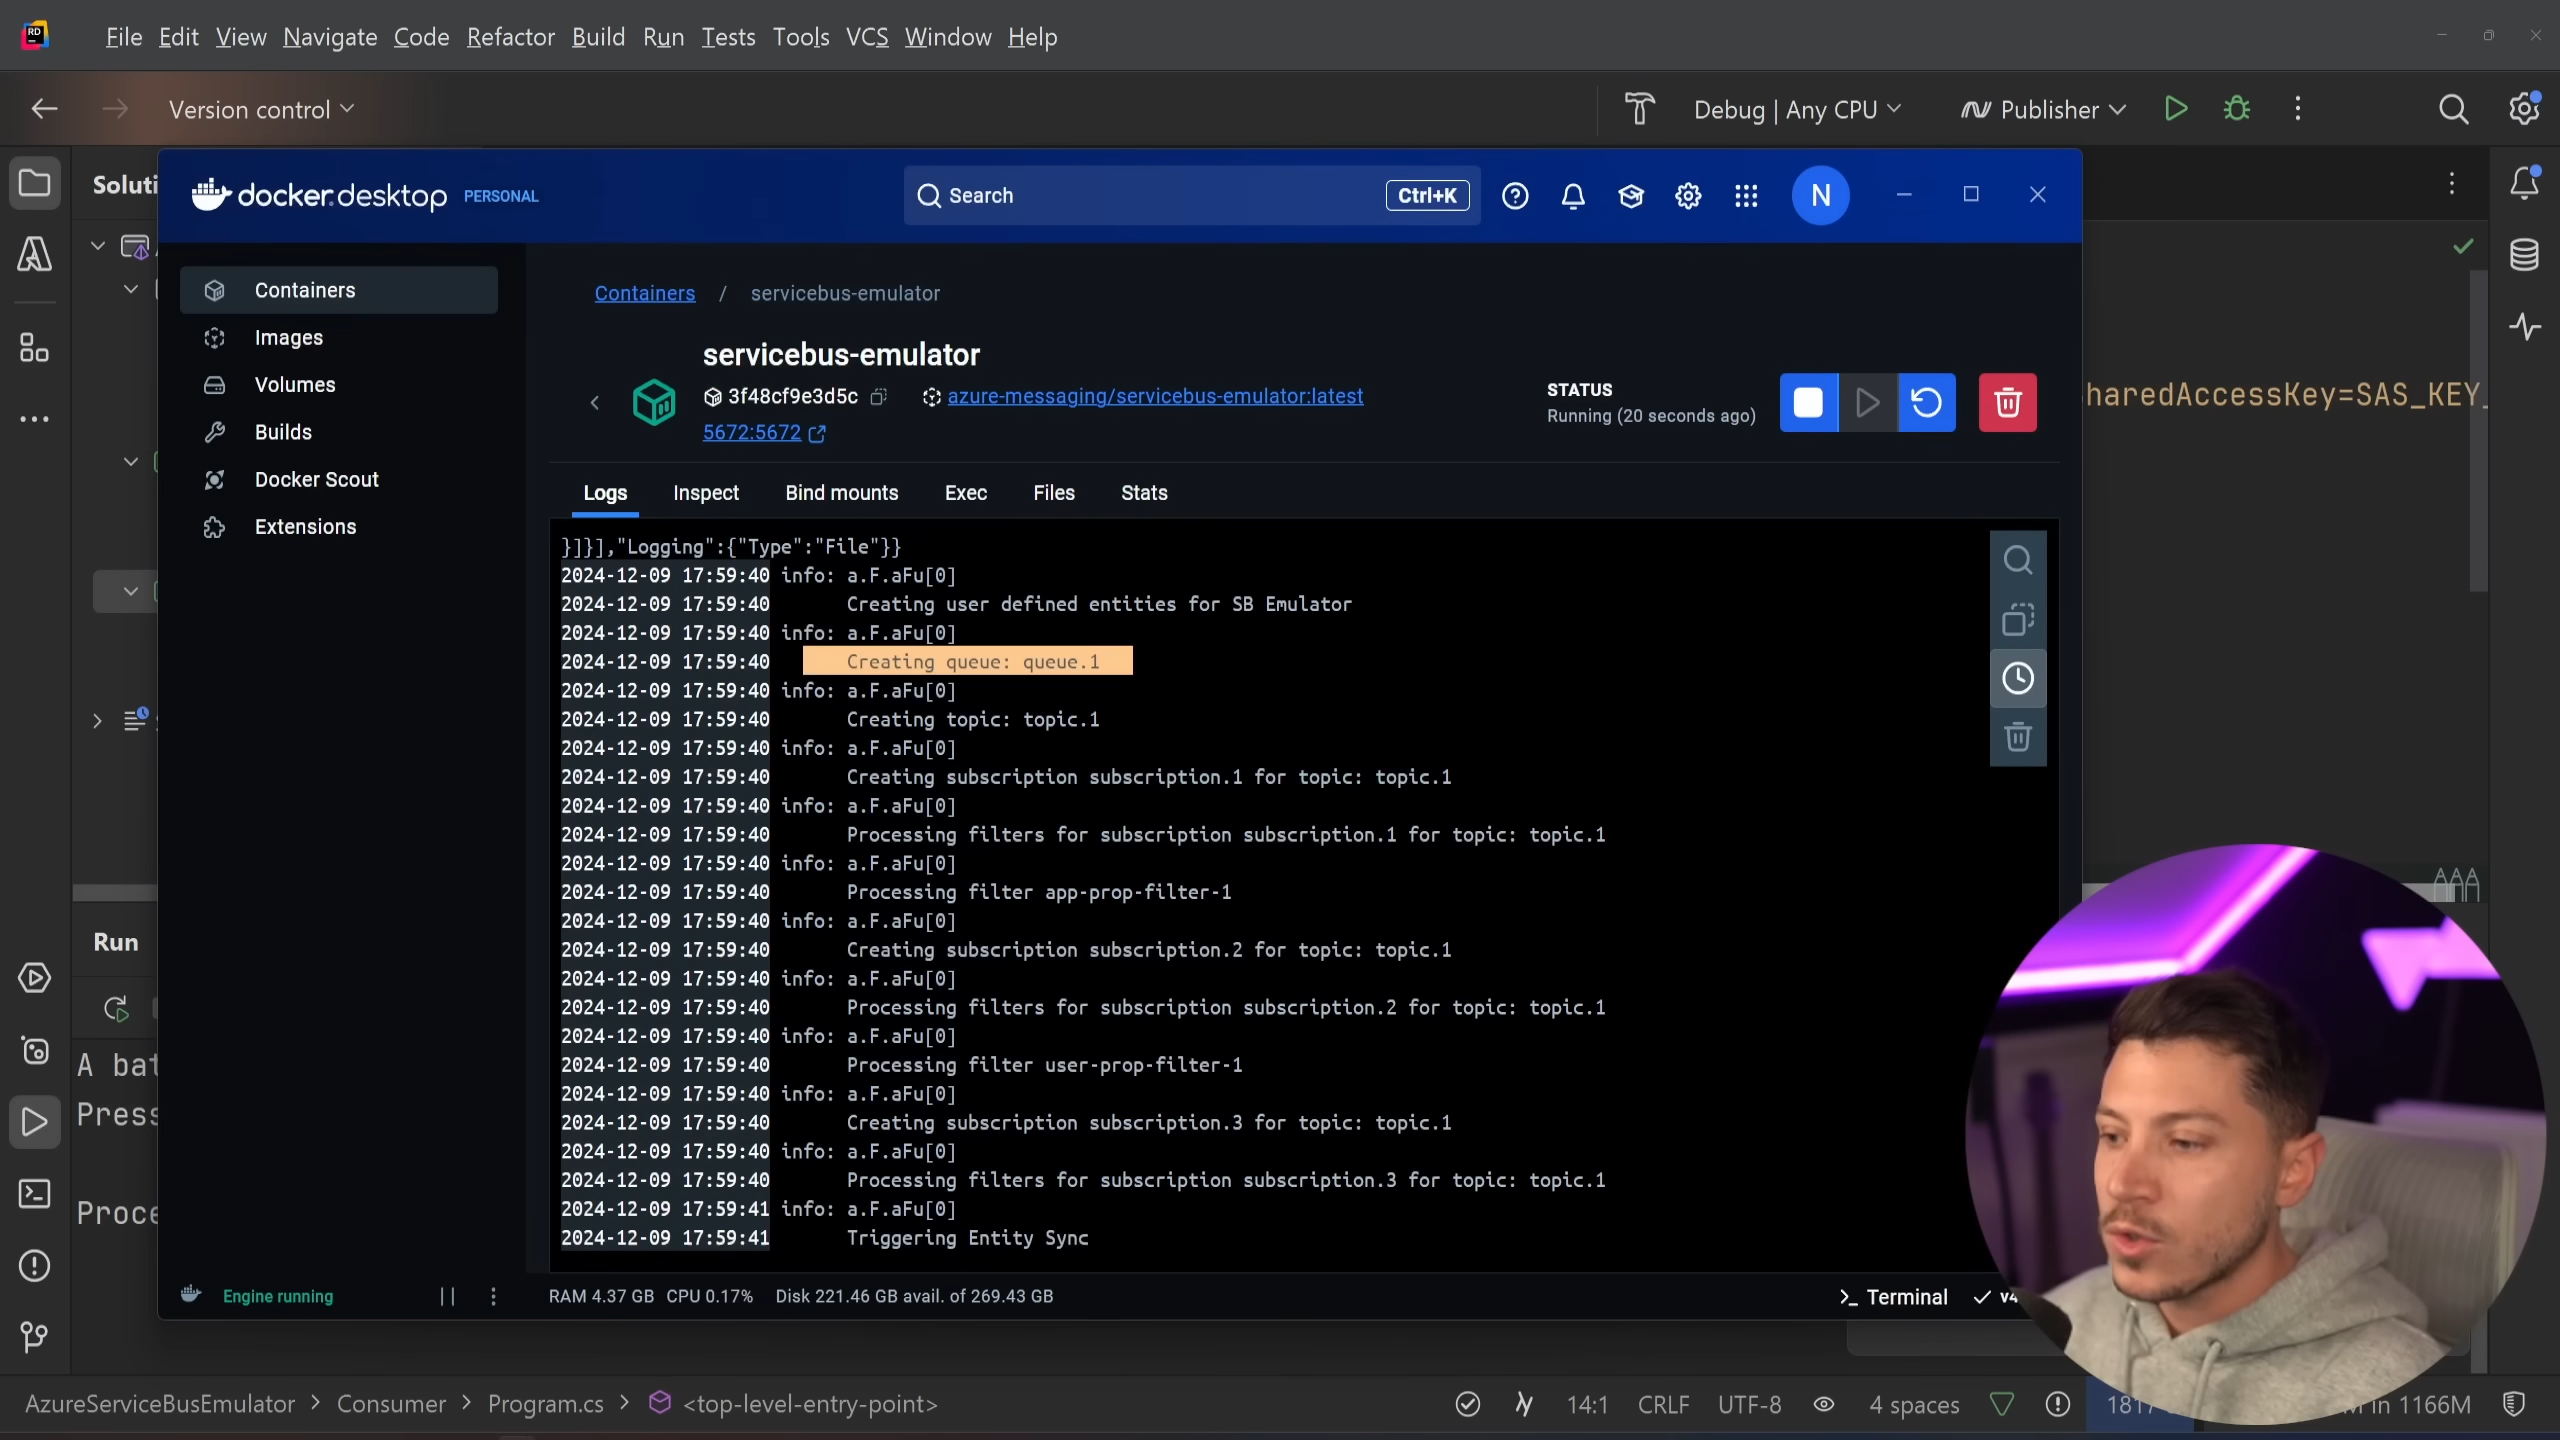 RD File Edit View Navigate Code Refactor Build Run Tests Tools VCS Window Help
Version control Debug | Any CPU Publisher
Soluti
docker.desktop PERSONAL Search Ctrl+K N
Containers
Images
Volumes
Builds
Docker Scout
Extensions
Containers / servicebus-emulator
servicebus-emulator
3f48cf9e3d5c azure-messaging/servicebus-emulator:latest
5672:5672
STATUS
Running (20 seconds ago)
haredAccessKey=SAS_KEY_
Logs Inspect Bind mounts Exec Files Stats
}]}],"Logging":{"Type":"File"}}
2024-12-09 17:59:40 info: a.F.aFu[0]
2024-12-09 17:59:40 Creating user defined entities for SB Emulator
2024-12-09 17:59:40 info: a.F.aFu[0]
2024-12-09 17:59:40 Creating queue: queue.1
2024-12-09 17:59:40 info: a.F.aFu[0]
2024-12-09 17:59:40 Creating topic: topic.1
2024-12-09 17:59:40 info: a.F.aFu[0]
2024-12-09 17:59:40 Creating subscription subscription.1 for topic: topic.1
2024-12-09 17:59:40 info: a.F.aFu[0]
2024-12-09 17:59:40 Processing filters for subscription subscription.1 for topic: topic.1
2024-12-09 17:59:40 info: a.F.aFu[0]
2024-12-09 17:59:40 Processing filter app-prop-filter-1
2024-12-09 17:59:40 info: a.F.aFu[0]
2024-12-09 17:59:40 Creating subscription subscription.2 for topic: topic.1
2024-12-09 17:59:40 info: a.F.aFu[0]
2024-12-09 17:59:40 Processing filters for subscription subscription.2 for topic: topic.1
2024-12-09 17:59:40 info: a.F.aFu[0]
2024-12-09 17:59:40 Processing filter user-prop-filter-1
2024-12-09 17:59:40 info: a.F.aFu[0]
2024-12-09 17:59:40 Creating subscription subscription.3 for topic: topic.1
2024-12-09 17:59:40 info: a.F.aFu[0]
2024-12-09 17:59:40 Processing filters for subscription subscription.3 for topic: topic.1
2024-12-09 17:59:41 info: a.F.aFu[0]
2024-12-09 17:59:41 Triggering Entity Sync
Run
A bat
Press
Proce
Engine running RAM 4.37 GB CPU 0.17% Disk 221.46 GB avail. of 269.43 GB Terminal v4
AzureServiceBusEmulator > Consumer > Program.cs > <top-level-entry-point> 14:1 CRLF UTF-8 4 spaces 1817 in 1166M